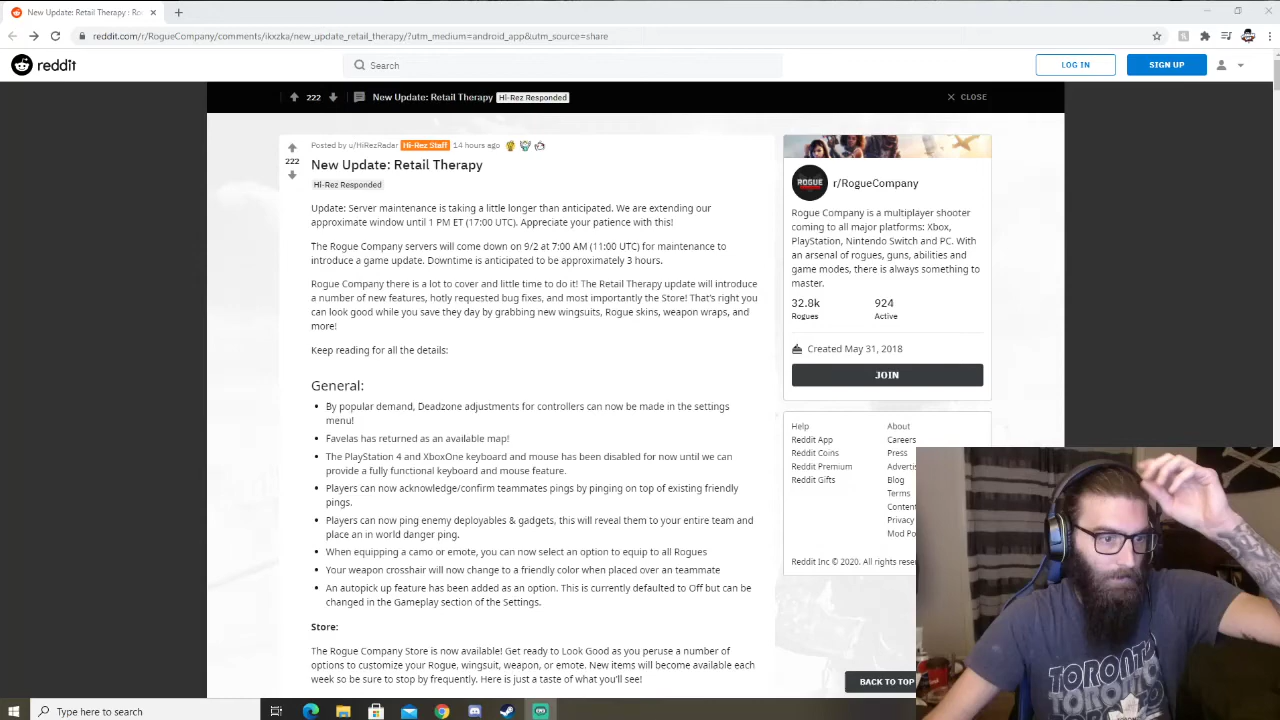 New Update: Retail Therapy : Ro
reddit.com/r/RogueCompany/comments/ikxzka/new_update_retail_therapy/?utm_medium=android_app&utm_source=share
reddit
Search
LOG IN
SIGN UP
222
New Update: Retail Therapy
Hi-Rez Responded
CLOSE
222
Posted by u/HiRezRadar Hi-Rez Staff 14 hours ago
New Update: Retail Therapy
Hi-Rez Responded
Update: Server maintenance is taking a little longer than anticipated. We are extending our
approximate window until 1 PM ET (17:00 UTC). Appreciate your patience with this!
The Rogue Company servers will come down on 9/2 at 7:00 AM (11:00 UTC) for maintenance to
introduce a game update. Downtime is anticipated to be approximately 3 hours.
Rogue Company there is a lot to cover and little time to do it! The Retail Therapy update will introduce
a number of new features, hotly requested bug fixes, and most importantly the Store! That's right you
can look good while you save they day by grabbing new wingsuits, Rogue skins, weapon wraps, and
more!
Keep reading for all the details:
General:
• By popular demand, Deadzone adjustments for controllers can now be made in the settings
menu!
• Favelas has returned as an available map!
• The PlayStation 4 and XboxOne keyboard and mouse has been disabled for now until we can
provide a fully functional keyboard and mouse feature.
• Players can now acknowledge/confirm teammates pings by pinging on top of existing friendly
pings.
• Players can now ping enemy deployables & gadgets, this will reveal them to your entire team and
place an in world danger ping.
• When equipping a camo or emote, you can now select an option to equip to all Rogues
• Your weapon crosshair will now change to a friendly color when placed over an teammate
• An autopick up feature has been added as an option. This is currently defaulted to Off but can be
changed in the Gameplay section of the Settings.
Store:
The Rogue Company Store is now available! Get ready to Look Good as you peruse a number of
options to customize your Rogue, wingsuit, weapon, or emote. New items will become available each
week so be sure to stop by frequently. Here is just a taste of what you'll see!
ROGUE
r/RogueCompany
Rogue Company is a multiplayer shooter
coming to all major platforms: Xbox,
PlayStation, Nintendo Switch and PC. With
an arsenal of rogues, guns, abilities and
game modes, there is always something to
master.
32.8k 924
Rogues Active
Created May 31, 2018
JOIN
Help About
Reddit App Careers
Reddit Coins Press
Reddit Premium Adverti
Reddit Gifts Blog
Terms
Content
Privacy
Mod Po
Reddit Inc © 2020. All rights rese
BACK TO TOP
TORONTO
TORONTO
Type here to search